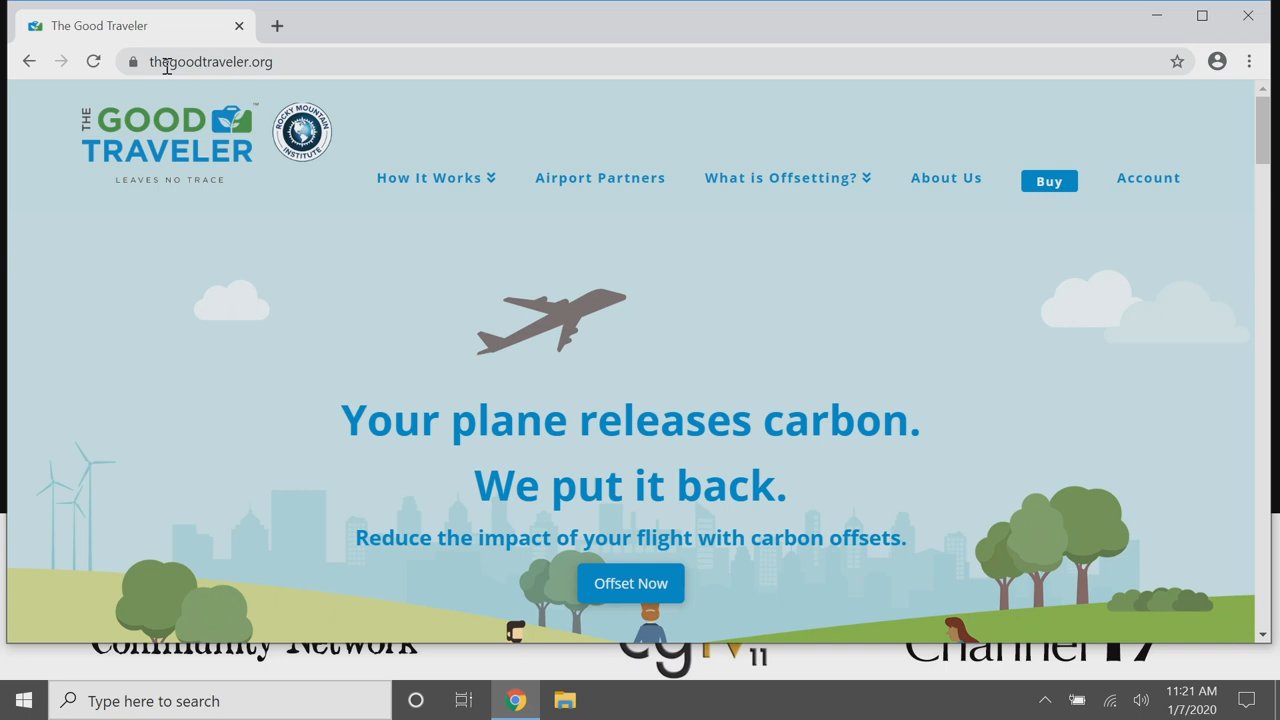 The Good Traveler
thegoodtraveler.org
THE GOOD TRAVELER™
LEAVES NO TRACE
ROCKY MOUNTAIN INSTITUTE
How It Works
Airport Partners
What is Offsetting?
About Us
Buy
Account
Your plane releases carbon.
We put it back.
Reduce the impact of your flight with carbon offsets.
Offset Now
Community Network
11
Channel 17
Type here to search
11:21 AM
1/7/2020